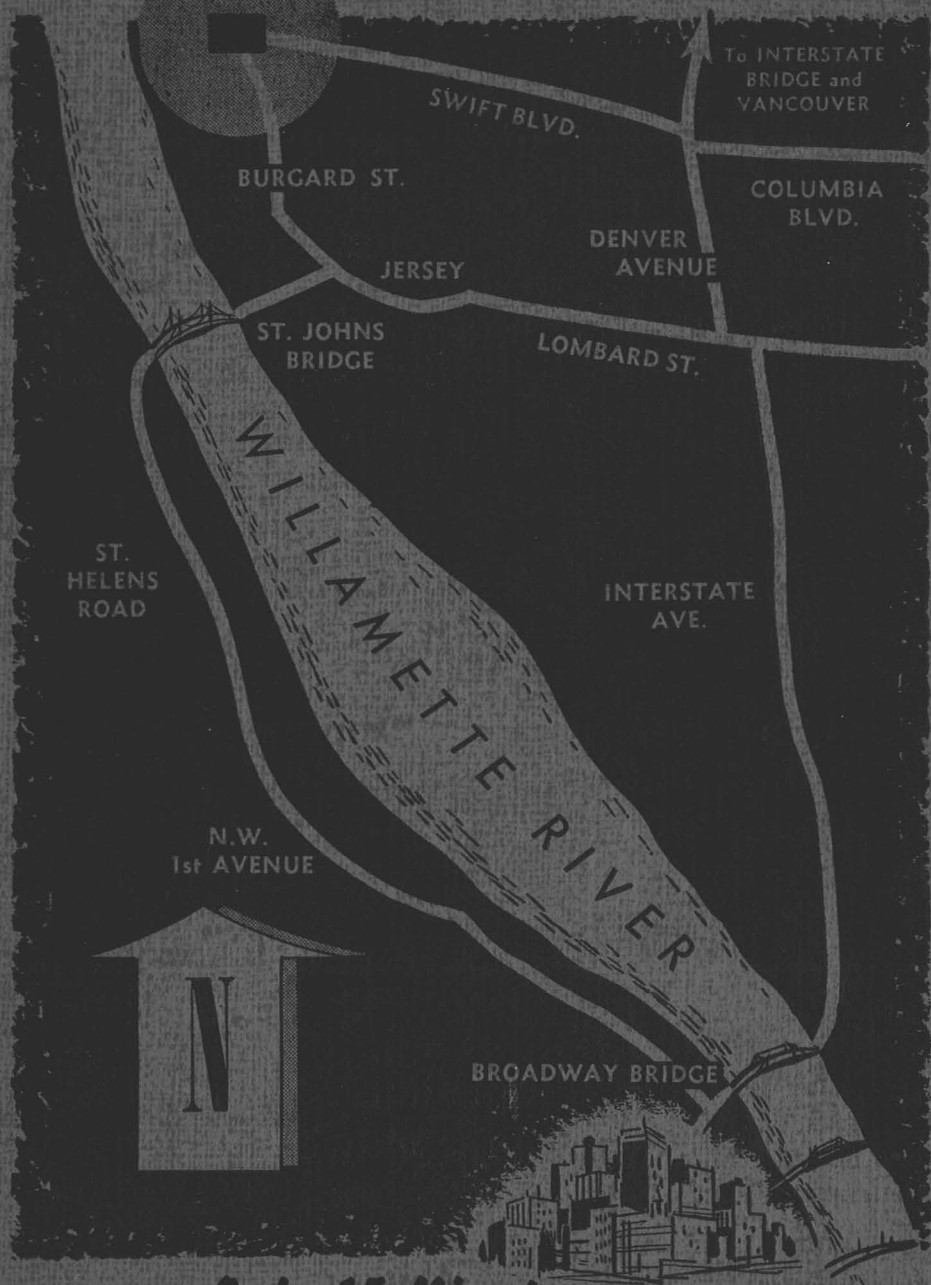 To INTERSTATE
BRIDGE and
VANCOUVER
SWIFT BLVD.
BURGARD ST.
COLUMBIA
BLVD.
DENVER
AVENUE
JERSEY
ST. JOHNS
BRIDGE
LOMBARD ST.
WILLAMETTE RIVER
ST.
HELENS
ROAD
INTERSTATE
AVE.
N.W.
1st AVENUE
N
BROADWAY BRIDGE